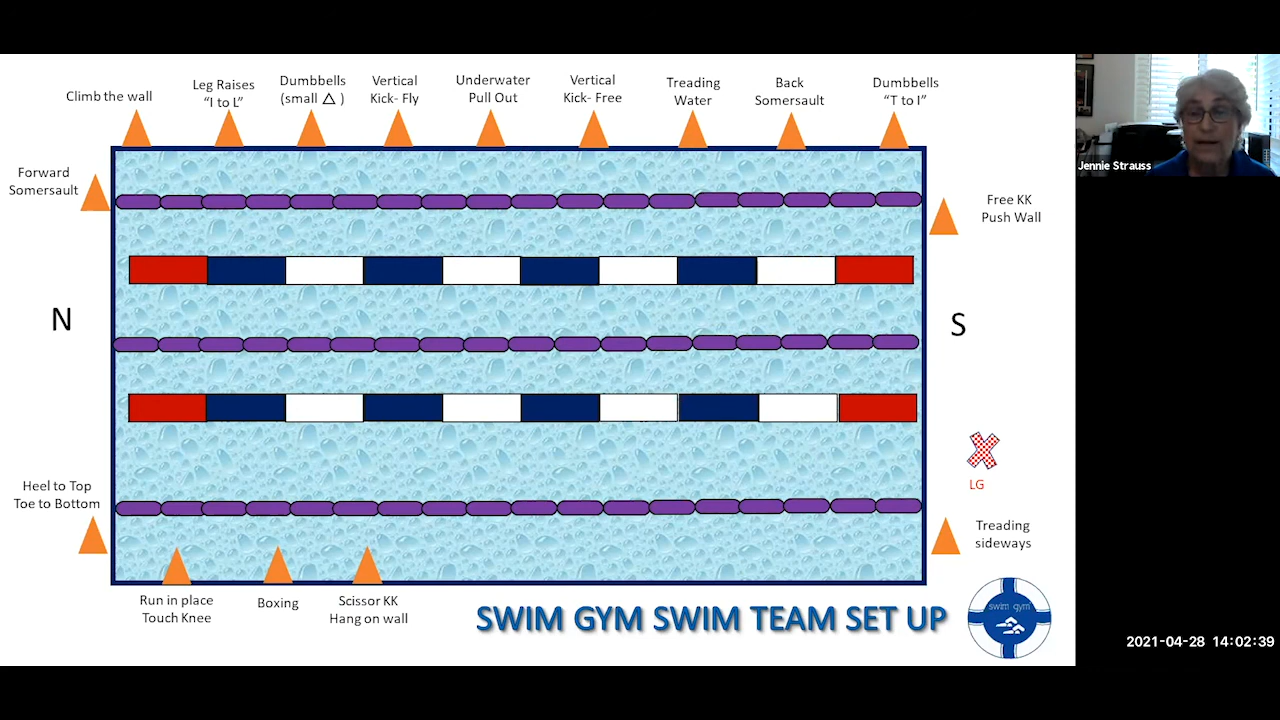 Climb the wall
Leg Raises
“I to L”
Dumbbells
(small △ )
Vertical
Kick- Fly
Underwater
Pull Out
Vertical
Kick- Free
Treading
Water
Back
Somersault
Dumbbells
“T to I”
Jennie Strauss
Forward
Somersault
Free KK
Push Wall
N
S
LG
Heel to Top
Toe to Bottom
Treading
sideways
Run in place
Touch Knee
Boxing
Scissor KK
Hang on wall
SWIM GYM SWIM TEAM SET UP
swim gym
2021-04-28 14:02:39